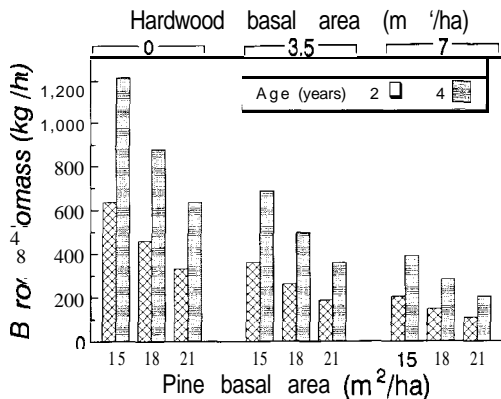 Hardwood basal area (m ‘/ha)
0 3.5 7
Age (years) 2 4
1,200
1,000
800
600
400
200
0
15 18 21 15 18 21 15 18 21
Pine basal area (m²/ha)
(kg/